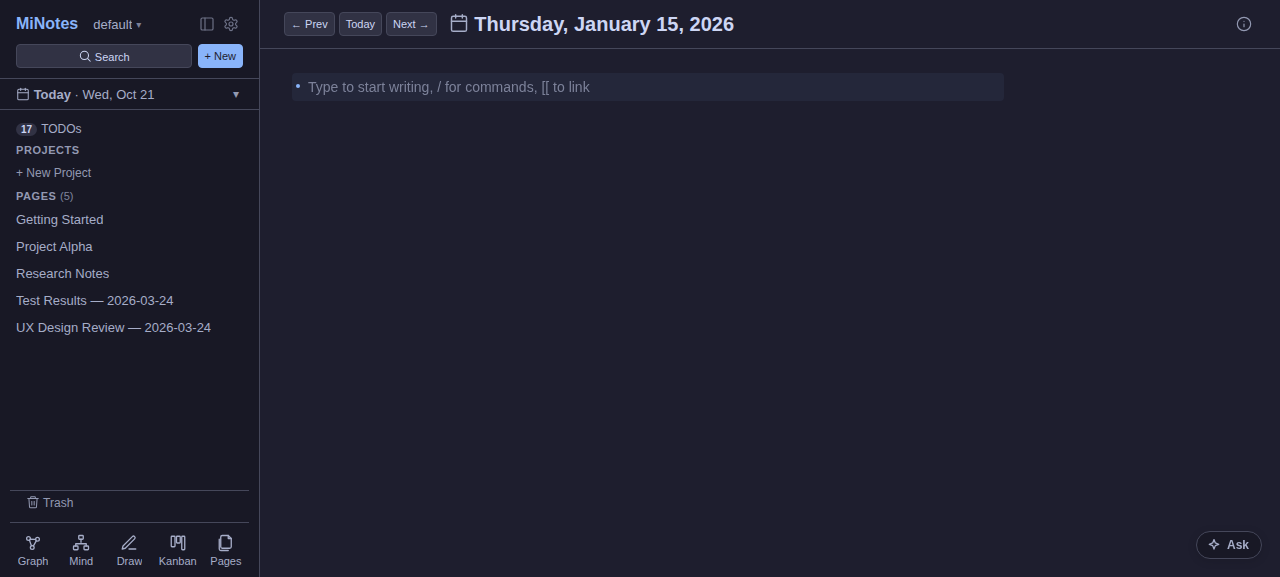 MiNotes default ▾
Search
+ New
Today · Wed, Oct 21 ▾
17 TODOs
PROJECTS
+ New Project
PAGES (5)
Getting Started
Project Alpha
Research Notes
Test Results — 2026-03-24
UX Design Review — 2026-03-24
Trash
Graph Mind Draw Kanban Pages
← Prev Today Next → Thursday, January 15, 2026
• Type to start writing, / for commands, [[ to link
Ask